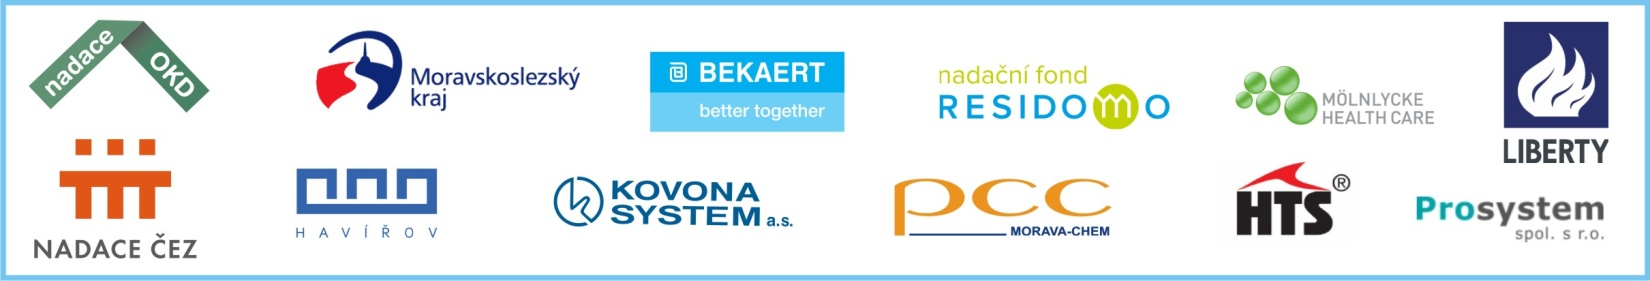 nadace OKD
Moravskoslezský
kraj
BEKAERT
better together
nadační fond
RESIDOMO
MÖLNLYCKE
HEALTH CARE
LIBERTY
NADACE ČEZ
HAVÍŘOV
KOVONA
SYSTEM a.s.
PCC
MORAVA-CHEM
HTS®
Prosystem
spol. s r.o.